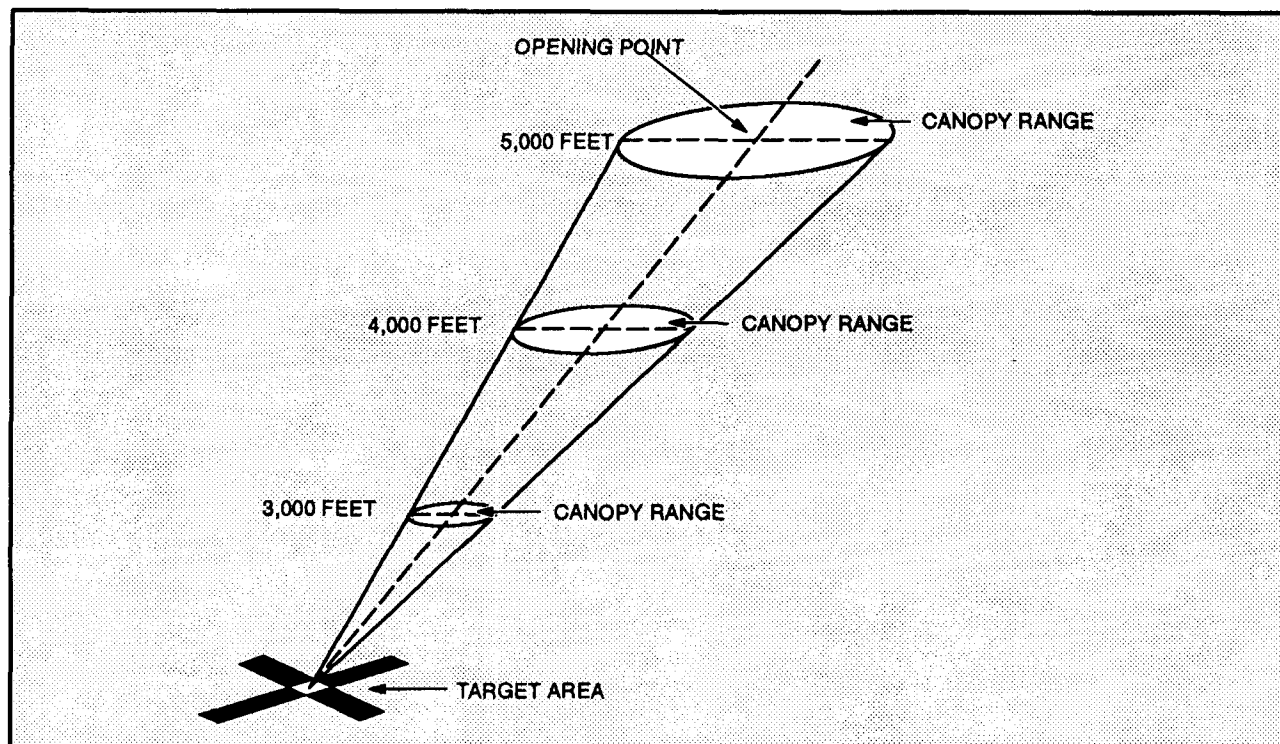 OPENING POINT
CANOPY RANGE
5,000 FEET
4,000 FEET
CANOPY RANGE
3,000 FEET
CANOPY RANGE
TARGET AREA